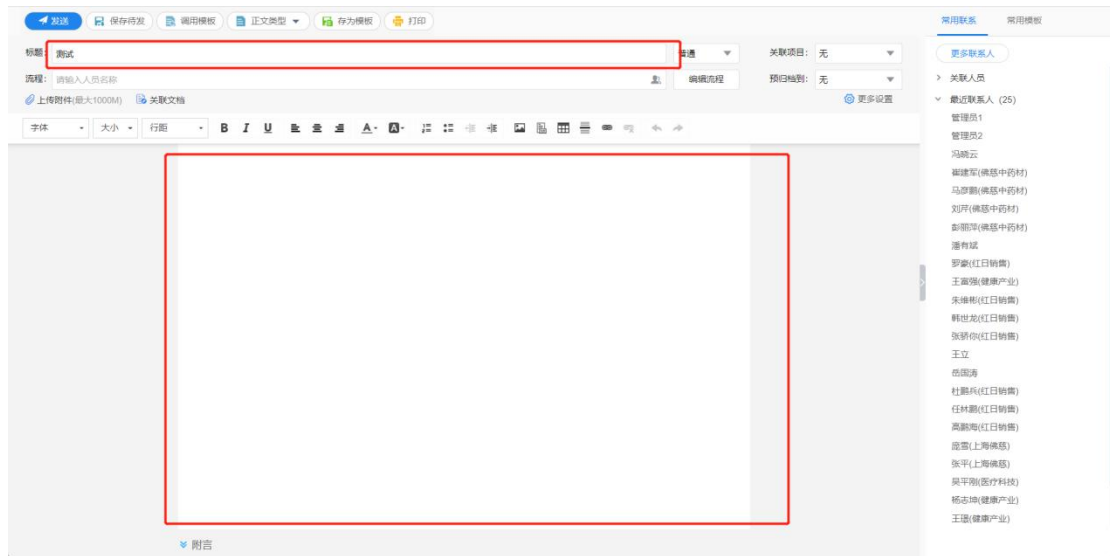 发送 保存待发 调用模板 正文类型 存为模板 打印
标题: 测试 普通 关联项目: 无
流程: 请输入人员名称 编辑流程 预归档到: 无
上传附件(最大1000M) 关联文档 更多设置
字体 大小 行距 B I U A A
附言
常用联系 常用模板
更多联系人
关联人员
最近联系人 (25)
管理员1
管理员2
冯晓云
崔建军(佛慈中药材)
马彦鹏(佛慈中药材)
刘芹(佛慈中药材)
彭丽萍(佛慈中药材)
潘有斌
罗豪(红日销售)
王富强(健康产业)
朱维彬(红日销售)
韩世龙(红日销售)
张骄你(红日销售)
王立
岳国涛
杜鹏兵(红日销售)
任林鹏(红日销售)
高鹏海(红日销售)
庞雪(上海佛慈)
张平(上海佛慈)
吴平刚(医疗科技)
杨志坤(健康产业)
(健康产业)